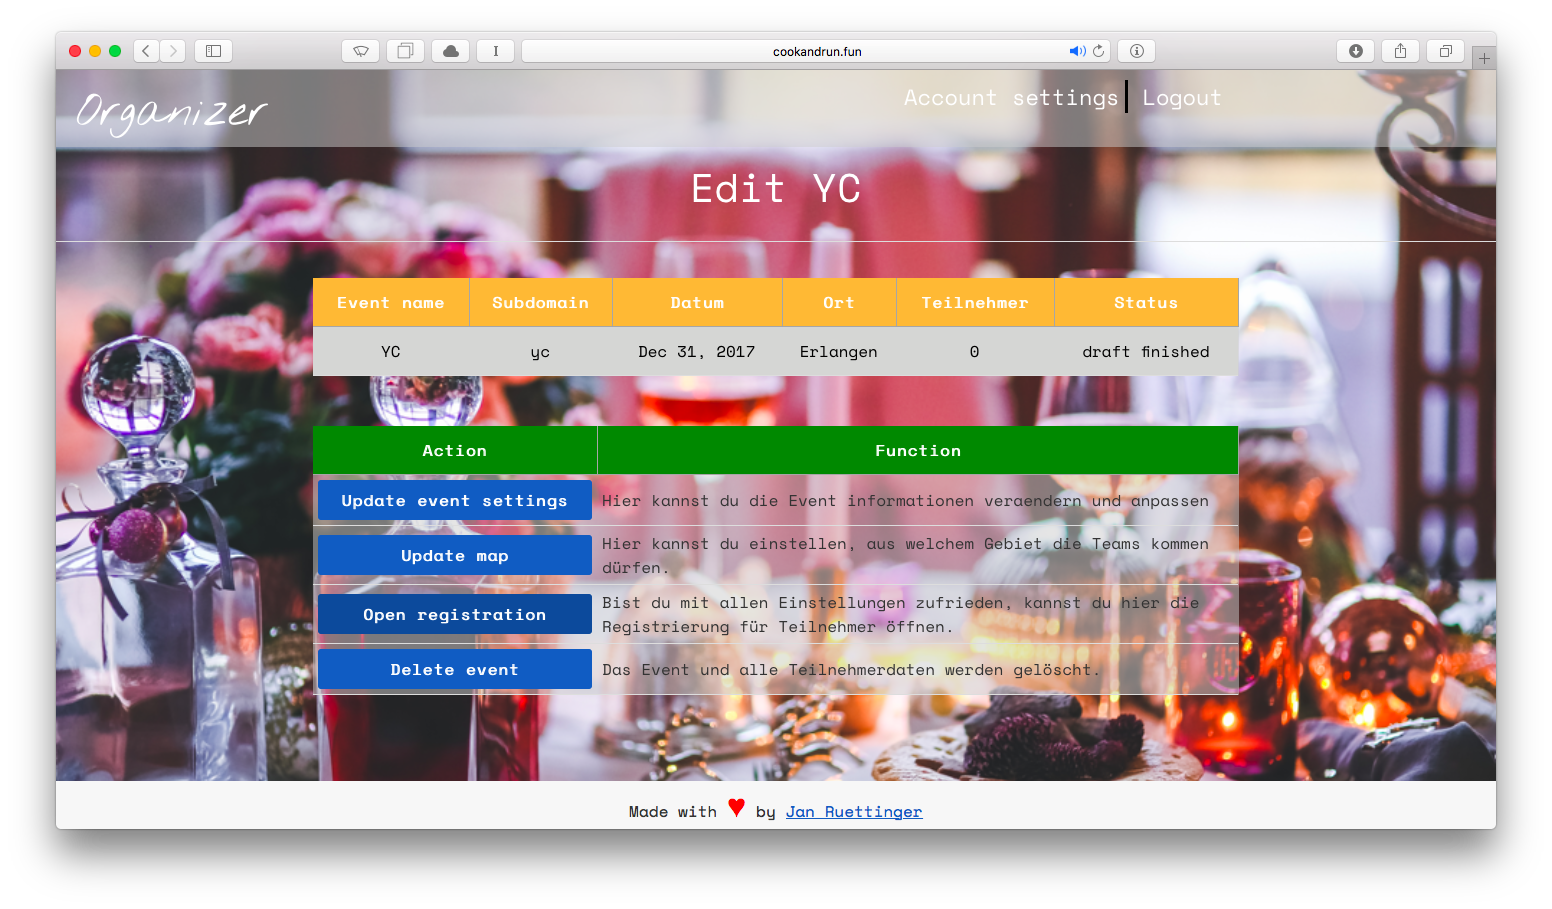 cookandrun.fun
Organizer
Account settings Logout
Edit YC
Event name Subdomain Datum Ort Teilnehmer Status
YC yc Dec 31, 2017 Erlangen 0 draft finished
Action Function
Update event settings Hier kannst du die Event informationen veraendern und anpassen
Update map Hier kannst du einstellen, aus welchem Gebiet die Teams kommen
dürfen.
Open registration Bist du mit allen Einstellungen zufrieden, kannst du hier die
Registrierung für Teilnehmer öffnen.
Delete event Das Event und alle Teilnehmerdaten werden gelöscht.
Made with ♥ by Jan Ruettinger